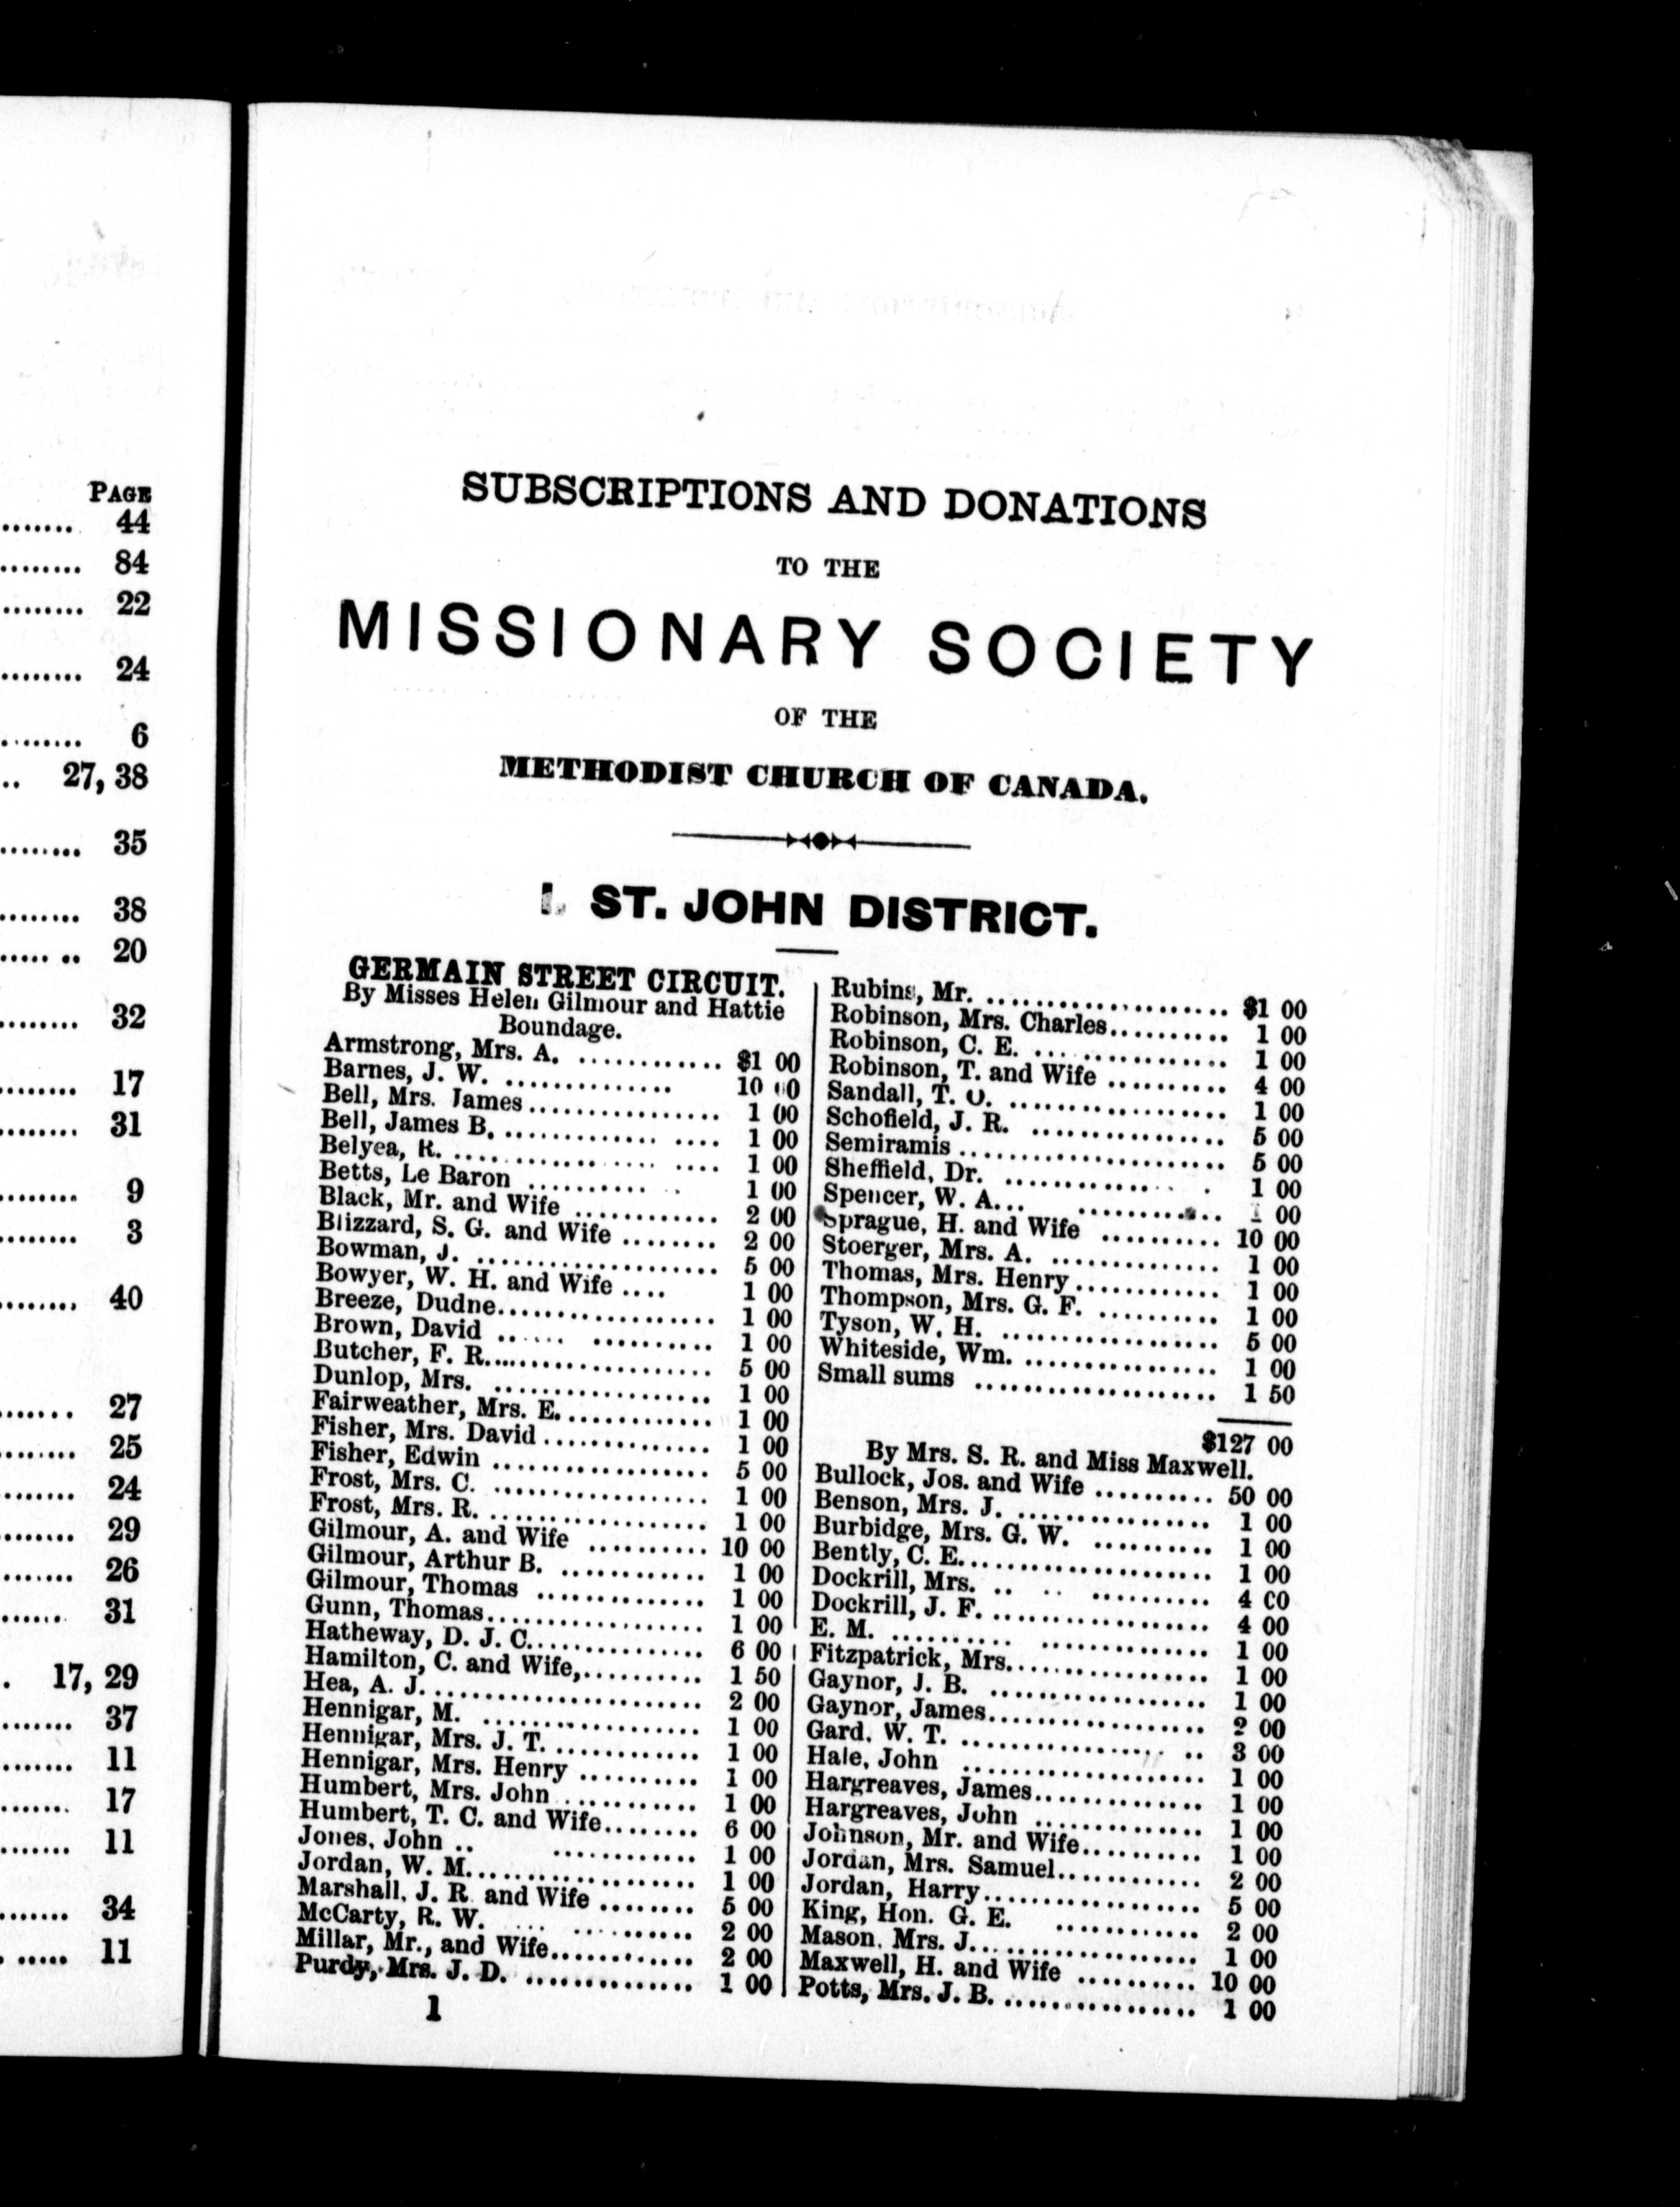 PAGE
....... 44
........ 84
........ 22
........ 24
........ 6
.. 27, 38
........ 35
........ 38
..... .. 20
........ 32
........ 17
........ 31
........ 9
........ 3
........ 40
....... 27
........ 25
........ 24
........ 29
....... 26
....... 31
. 17, 29
....... 37
....... 11
....... 17
....... 11
....... 34
. ..... 11
SUBSCRIPTIONS AND DONATIONS
TO THE
MISSIONARY SOCIETY
OF THE
METHODIST CHURCH OF CANADA.
I. ST. JOHN DISTRICT.
GERMAIN STREET CIRCUIT.
By Misses Helen Gilmour and Hattie
Boundage.
Armstrong, Mrs. A. ............ $1 00
Barnes, J. W. ............... 10 00
Bell, Mrs. James ................ 1 00
Bell, James B. ............. .... 1 00
Belyea, R. ................ .... 1 00
Betts, Le Baron .......... . . 1 00
Black, Mr. and Wife ............ 2 00
Blizzard, S. G. and Wife ........ 2 00
Bowman, J. .................... 5 00
Bowyer, W. H. and Wife .... 1 00
Breeze, Dudne.................. 1 00
Brown, David ...... .......... 1 00
Butcher, F. R................... 5 00
Dunlop, Mrs. .................. 1 00
Fairweather, Mrs. E. ............ 1 00
Fisher, Mrs. David .............. 1 00
Fisher, Edwin .................. 5 00
Frost, Mrs. C. .................. 1 00
Frost, Mrs. R. .................. 1 00
Gilmour, A. and Wife .......... 10 00
Gilmour, Arthur B. ............ 1 00
Gilmour, Thomas .............. 1 00
Gunn, Thomas.................. 1 00
Hatheway, D. J. C............... 6 00
Hamilton, C. and Wife,.......... 1 50
Hea, A. J. ...................... 2 00
Hennigar, M. .................. 1 00
Hennigar, Mrs. J. T. ............ 1 00
Hennigar, Mrs. Henry .......... 1 00
Humbert, Mrs. John ............ 1 00
Humbert, T. C. and Wife........ 6 00
Jones, John .. ............ 1 00
Jordan, W. M. .................. 1 00
Marshall, J. R. and Wife ........ 5 00
McCarty, R. W. .... ........ 2 00
Millar, Mr., and Wife............ 2 00
Purdy, Mrs. J. D. .............. 1 00
1
Rubins, Mr. .................... $1 00
Robinson, Mrs. Charles.......... 1 00
Robinson, C. E. ................ 1 00
Robinson, T. and Wife .......... 4 00
Sandall, T. O. .................. 1 00
Schofield, J. R. ................ 5 00
Semiramis ...................... 5 00
Sheffield, Dr. ............ . . . 1 00
Spencer, W. A... ............ 1 00
Sprague, H. and Wife .......... 10 00
Stoerger, Mrs. A. .............. 1 00
Thomas, Mrs. Henry............ 1 00
Thompson, Mrs. G. F. .......... 1 00
Tyson, W. H. .................. 5 00
Whiteside, Wm. ................ 1 00
Small sums .................... 1 50
$127 00
By Mrs. S. R. and Miss Maxwell.
Bullock, Jos. and Wife .......... 50 00
Benson, Mrs. J. ................ 1 00
Burbidge, Mrs. G. W. .......... 1 00
Bently, C. E..................... 1 00
Dockrill, Mrs. .. .. .......... 4 00
Dockrill, J. F. .................. 4 00
E. M. .......... .............. 1 00
Fitzpatrick, Mrs................. 1 00
Gaynor, J. B. .................. 1 00
Gaynor, James.................. 2 00
Gard, W. T. ................ .. 3 00
Hale, John .................... 1 00
Hargreaves, James.............. 1 00
Hargreaves, John .............. 1 00
Johnson, Mr. and Wife.......... 1 00
Jordan, Mrs. Samuel............ 2 00
Jordan, Harry.................. 5 00
King, Hon. G. E. ............ 2 00
Mason, Mrs. J................... 1 00
Maxwell, H. and Wife .......... 10 00
Potts, Mrs. J. B. ................ 1 00